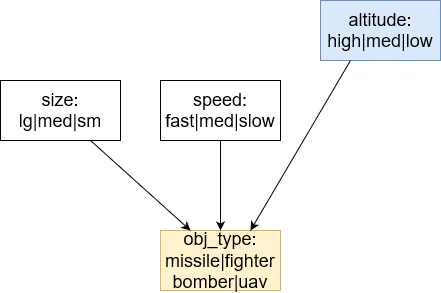 altitude:
high|med|low
size:
lg|med|sm
speed:
fast|med|slow
obj_type:
missile|fighter
bomber|uav